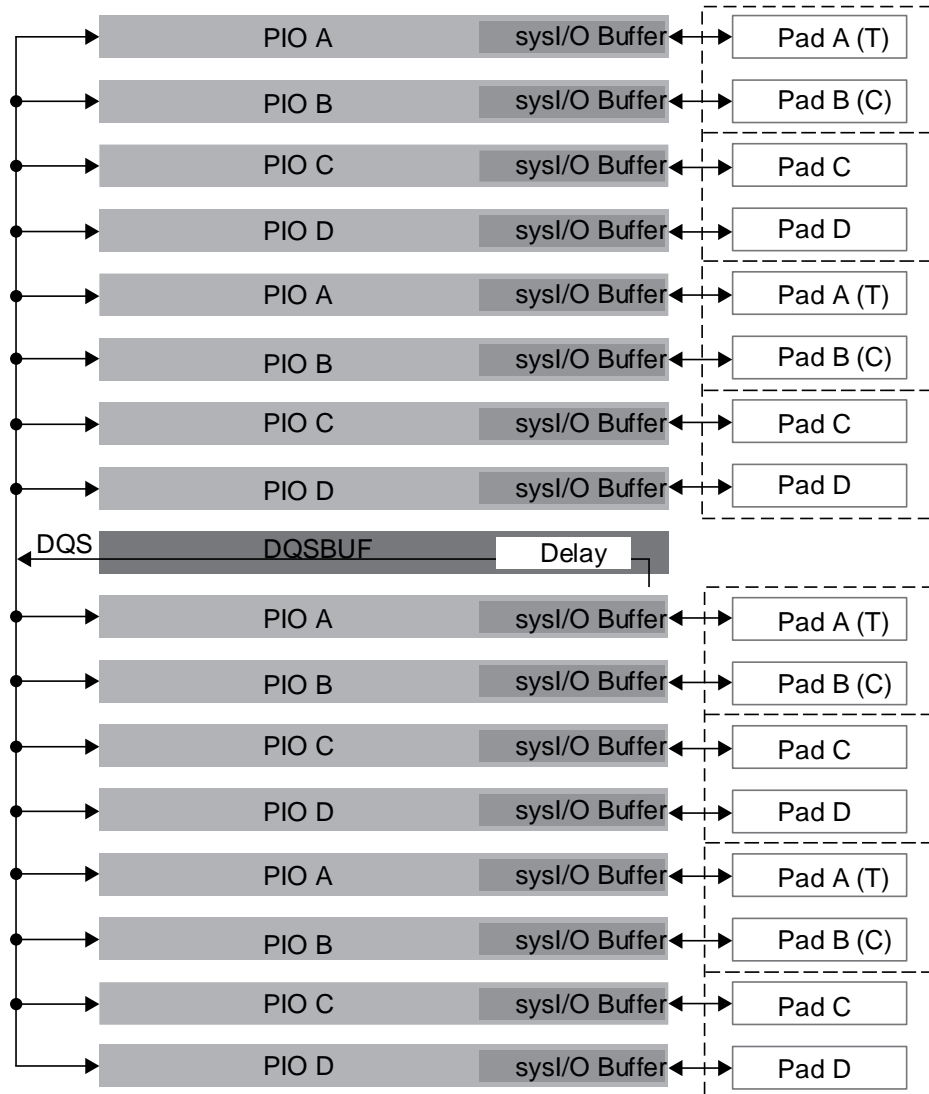 PIO A sysI/O Buffer Pad A (T)
PIO B sysI/O Buffer Pad B (C)
PIO C sysI/O Buffer Pad C
PIO D sysI/O Buffer Pad D
PIO A sysI/O Buffer Pad A (T)
PIO B sysI/O Buffer Pad B (C)
PIO C sysI/O Buffer Pad C
PIO D sysI/O Buffer Pad D
DQS DQSBUF Delay
PIO A sysI/O Buffer Pad A (T)
PIO B sysI/O Buffer Pad B (C)
PIO C sysI/O Buffer Pad C
PIO D sysI/O Buffer Pad D
PIO A sysI/O Buffer Pad A (T)
PIO B sysI/O Buffer Pad B (C)
PIO C sysI/O Buffer Pad C
PIO D sysI/O Buffer Pad D